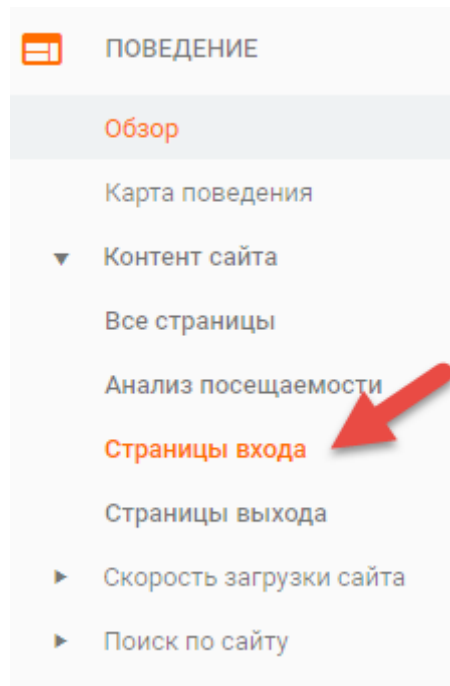 ПОВЕДЕНИЕ
Обзор
Карта поведения
Контент сайта
Все страницы
Анализ посещаемости
Страницы входа
Страницы выхода
Скорость загрузки сайта
Поиск по сайту